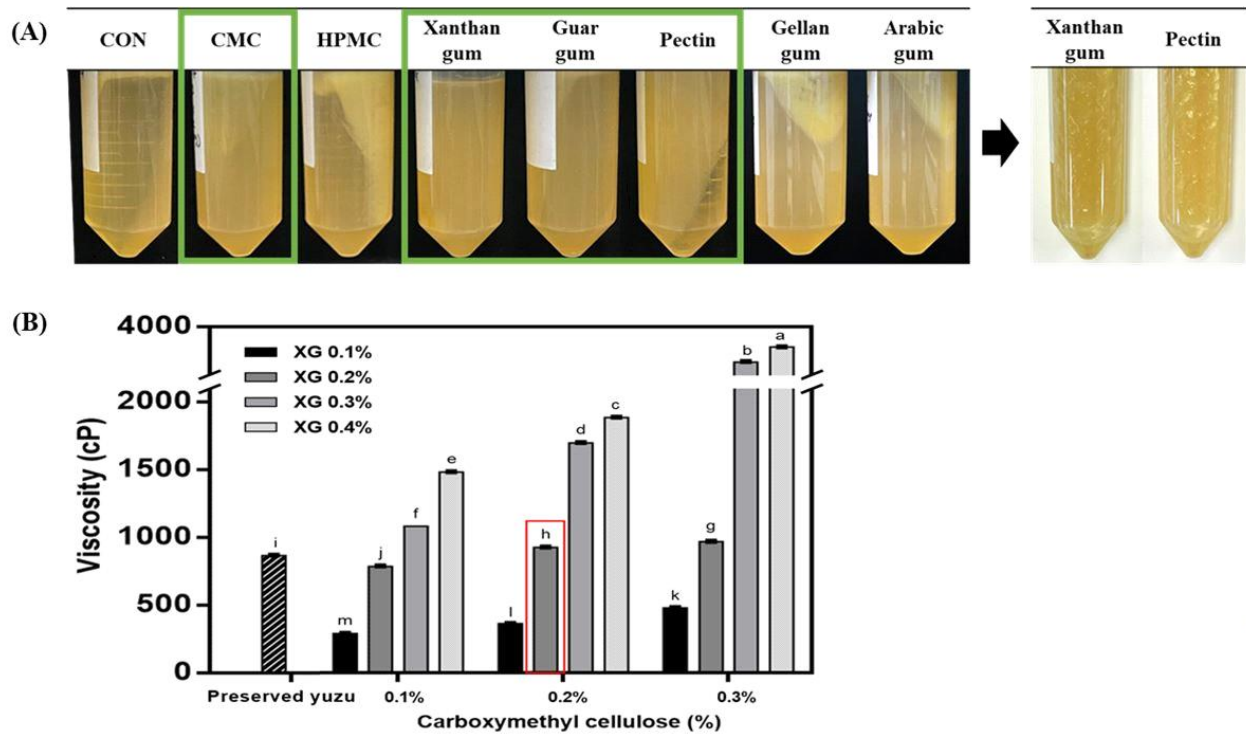 (A)
CON
CMC
HPMC
Xanthan
gum
Guar
gum
Pectin
Gellan
gum
Arabic
gum
Xanthan
gum
Pectin
(B)
Viscosity (cP)
4000
2000
1500
1000
500
0
XG 0.1%
XG 0.2%
XG 0.3%
XG 0.4%
i
m
j
f
e
l
h
d
c
k
g
b
a
Preserved yuzu
0.1%
0.2%
0.3%
Carboxymethyl cellulose (%)